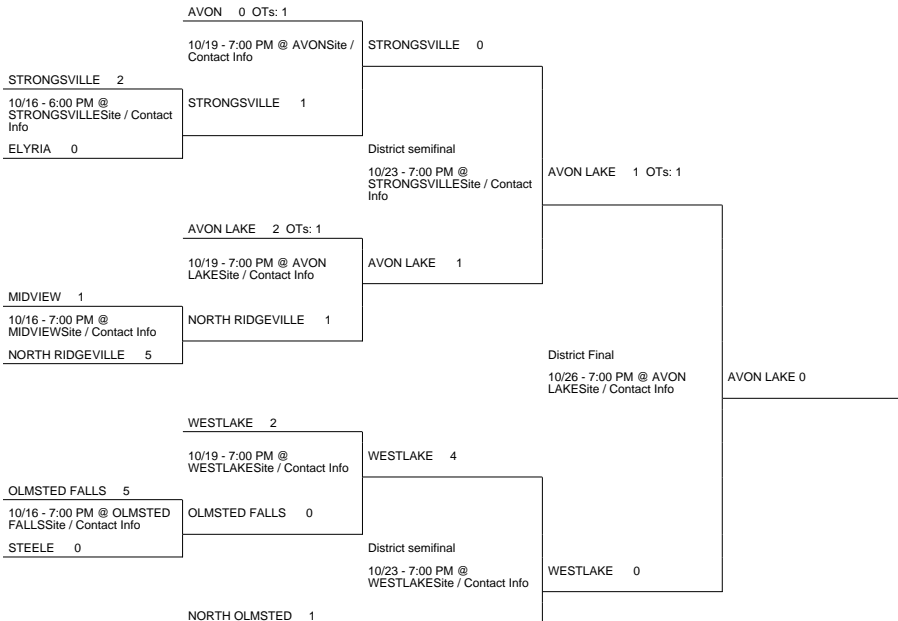 AVON 0 OTs: 1
10/19 - 7:00 PM @ AVONSite /
Contact Info
STRONGSVILLE 0
STRONGSVILLE 2
10/16 - 6:00 PM @
STRONGSVILLESite / Contact
Info
STRONGSVILLE 1
ELYRIA 0
District semifinal
10/23 - 7:00 PM @
STRONGSVILLESite / Contact
Info
AVON LAKE 1 OTs: 1
AVON LAKE 2 OTs: 1
10/19 - 7:00 PM @ AVON
LAKESite / Contact Info
AVON LAKE 1
MIDVIEW 1
10/16 - 7:00 PM @
MIDVIEWSite / Contact Info
NORTH RIDGEVILLE 1
NORTH RIDGEVILLE 5
District Final
10/26 - 7:00 PM @ AVON
LAKESite / Contact Info
AVON LAKE 0
WESTLAKE 2
10/19 - 7:00 PM @
WESTLAKESite / Contact Info
WESTLAKE 4
OLMSTED FALLS 5
10/16 - 7:00 PM @ OLMSTED
FALLSSite / Contact Info
OLMSTED FALLS 0
STEELE 0
District semifinal
10/23 - 7:00 PM @
WESTLAKESite / Contact Info
WESTLAKE 0
NORTH OLMSTED 1